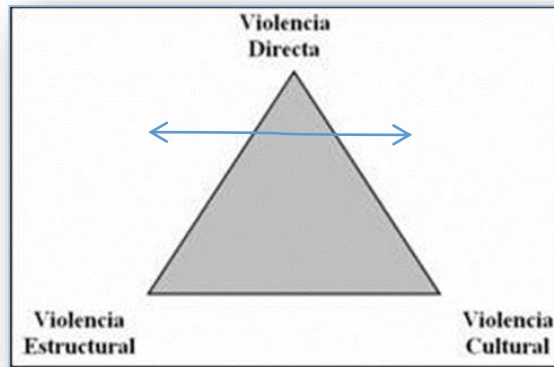 Violencia
Directa
Violencia
Estructural
Violencia
Cultural